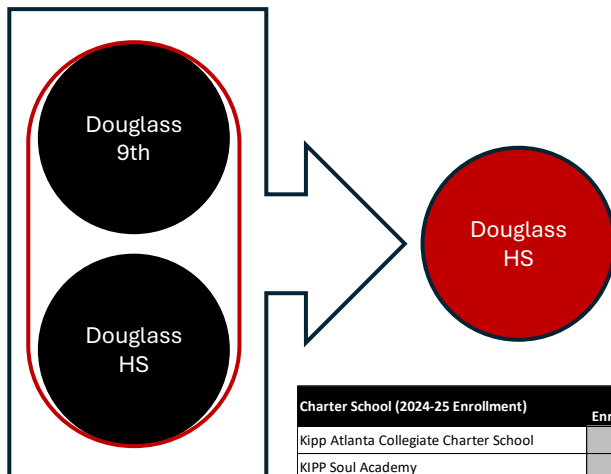 Douglass
9th
Douglass
HS
Douglass
HS
Charter School (2024-25 Enrollment)
Kipp Atlanta Collegiate Charter School
KIPP Soul Academy